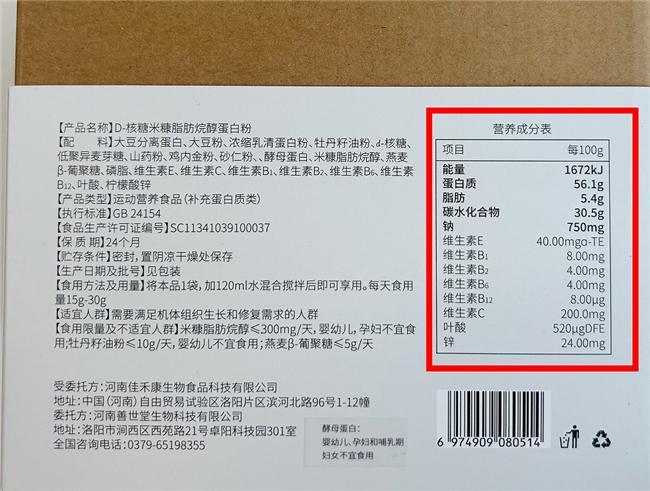 【产品名称】D-核糖米糠脂肪烷醇蛋白粉
【配　　料】大豆分离蛋白、大豆粉、浓缩乳清蛋白粉、牡丹籽油粉、d-核糖、
低聚异麦芽糖、山药粉、鸡内金粉、砂仁粉、、酵母蛋白、米糠脂肪烷醇、燕麦
β-葡聚糖、磷脂、维生素E、维生素C、维生素B₁、维生素B₂、维生素B₆、维生素
B₁₂、叶酸、柠檬酸锌
【产品类型】运动营养食品（补充蛋白质类）
【执行标准】GB 24154
【食品生产许可证编号】SC11341039100037
【保 质 期】24个月
【贮存条件】密封，置阴凉干燥处保存
【生产日期及批号】见包装
【食用方法及用量】将本品1袋，加120ml水混合搅拌后即可享用。每天食用
量15g-30g
【适宜人群】需要满足机体组织生长和修复需求的人群
【食用限量及不适宜人群】米糠脂肪烷醇≤300mg/天，婴幼儿，孕妇不宜食
用；牡丹籽油粉≤10g/天，婴幼儿不宜食用；燕麦β-葡聚糖≤5g/天
受委托方：河南佳禾康生物食品科技有限公司
地址：中国（河南）自由贸易试验区洛阳片区滨河北路96号1-12幢
委托方：河南善世堂生物科技有限公司
地址：洛阳市涧西区西苑路21号卓阳科技园301室
全国咨询电话：0379-65198355
酵母蛋白：
婴幼儿、孕妇和哺乳期
妇女不宜食用
营养成分表
项目 每100g
能量 1672kJ
蛋白质 56.1g
脂肪 5.4g
碳水化合物 30.5g
钠 750mg
维生素E 40.00mgα-TE
维生素B₁ 8.00mg
维生素B₂ 4.00mg
维生素B₆ 4.00mg
维生素B₁₂ 8.00μg
维生素C 200.0mg
叶酸 520μgDFE
锌 24.00mg
6 974909 080514